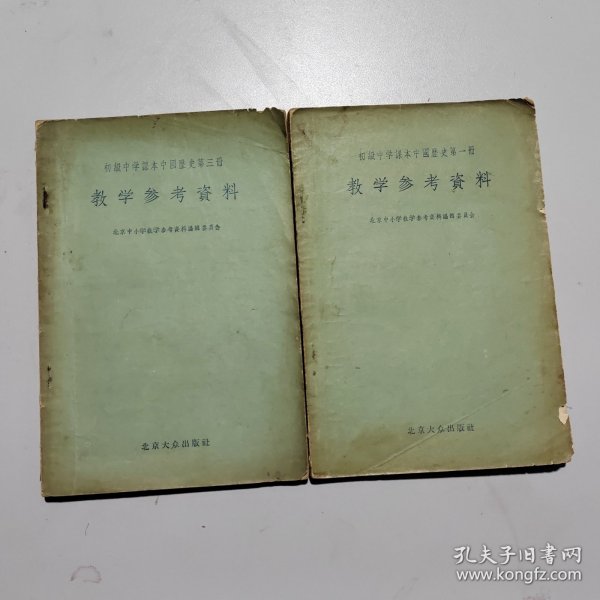 初級中学課本中國歷史第三册
教学参考資料
北京中小学教学参考資料編輯委員会
北京大众出版社
初級中学課本中國歷史第一册
教学参考資料
北京中小学教学参考資料編輯委員会
北京大众出版社
孔夫子旧书网
www.kongfz.com